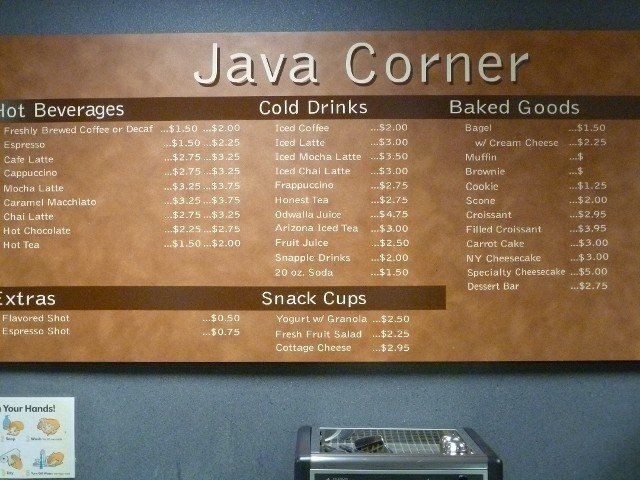 Java Corner
Hot Beverages
Freshly Brewed Coffee or Decaf ...$1.50 ...$2.00
Espresso ...$1.50 ...$2.25
Cafe Latte ...$2.75 ...$3.25
Cappuccino ...$2.75 ...$3.25
Mocha Latte ...$3.25 ...$3.75
Caramel Macchiato ...$3.25 ...$3.75
Chai Latte ...$2.75 ...$3.25
Hot Chocolate ...$2.25 ...$2.75
Hot Tea ...$1.50 ...$2.00
Extras
Flavored Shot ...$0.50
Espresso Shot ...$0.75
Cold Drinks
Iced Coffee ...$2.00
Iced Latte ...$3.00
Iced Mocha Latte ...$3.50
Iced Chai Latte ...$3.00
Frappuccino ...$2.75
Honest Tea ...$2.75
Odwalla Juice ...$4.75
Arizona Iced Tea ...$3.00
Fruit Juice ...$2.50
Snapple Drinks ...$2.00
20 oz. Soda ...$1.50
Snack Cups
Yogurt w/ Granola ...$2.50
Fresh Fruit Salad ...$2.25
Cottage Cheese ...$2.95
Baked Goods
Bagel ...$1.50
w/ Cream Cheese ...$2.25
Muffin ...$
Brownie ...$
Cookie ...$1.25
Scone ...$2.00
Croissant ...$2.95
Filled Croissant ...$3.95
Carrot Cake ...$3.00
NY Cheesecake ...$3.00
Specialty Cheesecake ...$5.00
Dessert Bar ...$2.75
Your Hands!
Soap
Wash
Dry